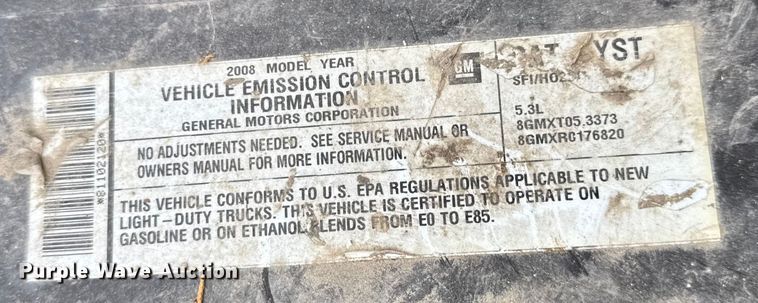 2008 MODEL YEAR
VEHICLE EMISSION CONTROL
INFORMATION
GENERAL MOTORS CORPORATION
GM
SFI/HO2S
5.3L
8GMXT05.3373
8GMXR0176820
NO ADJUSTMENTS NEEDED. SEE SERVICE MANUAL OR
OWNERS MANUAL FOR MORE INFORMATION.
THIS VEHICLE CONFORMS TO U.S. EPA REGULATIONS APPLICABLE TO NEW
LIGHT-DUTY TRUCKS. THIS VEHICLE IS CERTIFIED TO OPERATE ON
GASOLINE OR ON ETHANOL BLENDS FROM E0 TO E85.
Purple Wave Auction